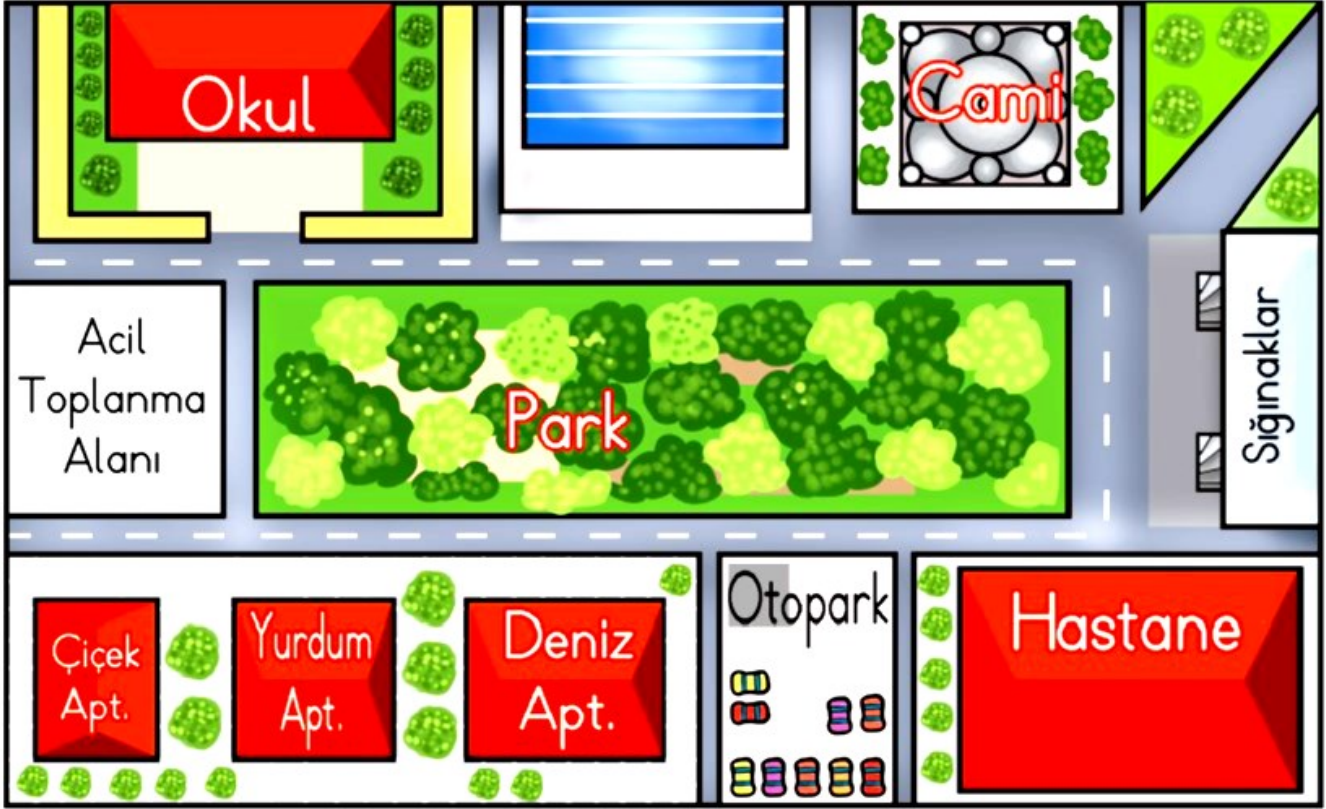 Okul
Cami
Acil
Toplanma
Alanı
Park
Sığınaklar
Çiçek
Apt.
Yurdum
Apt.
Deniz
Apt.
Otopark
Hastane